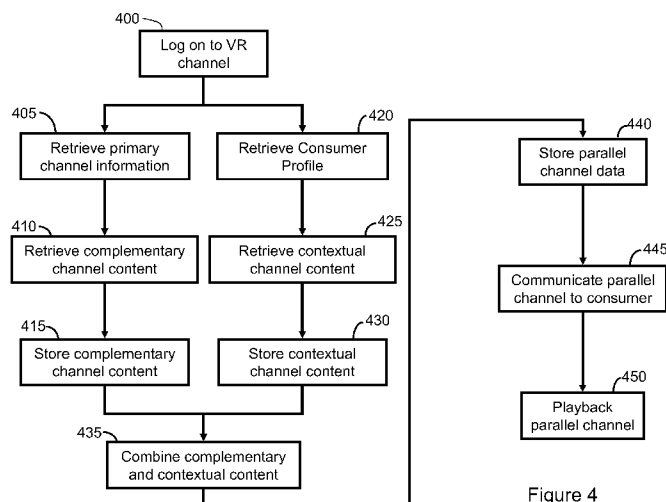 400
Log on to VR
channel
405
Retrieve primary
channel information
420
Retrieve Consumer
Profile
410
Retrieve complementary
channel content
425
Retrieve contextual
channel content
415
Store complementary
channel content
430
Store contextual
channel content
435
Combine complementary
and contextual content
440
Store parallel
channel data
445
Communicate parallel
channel to consumer
450
Playback
parallel channel
Figure 4